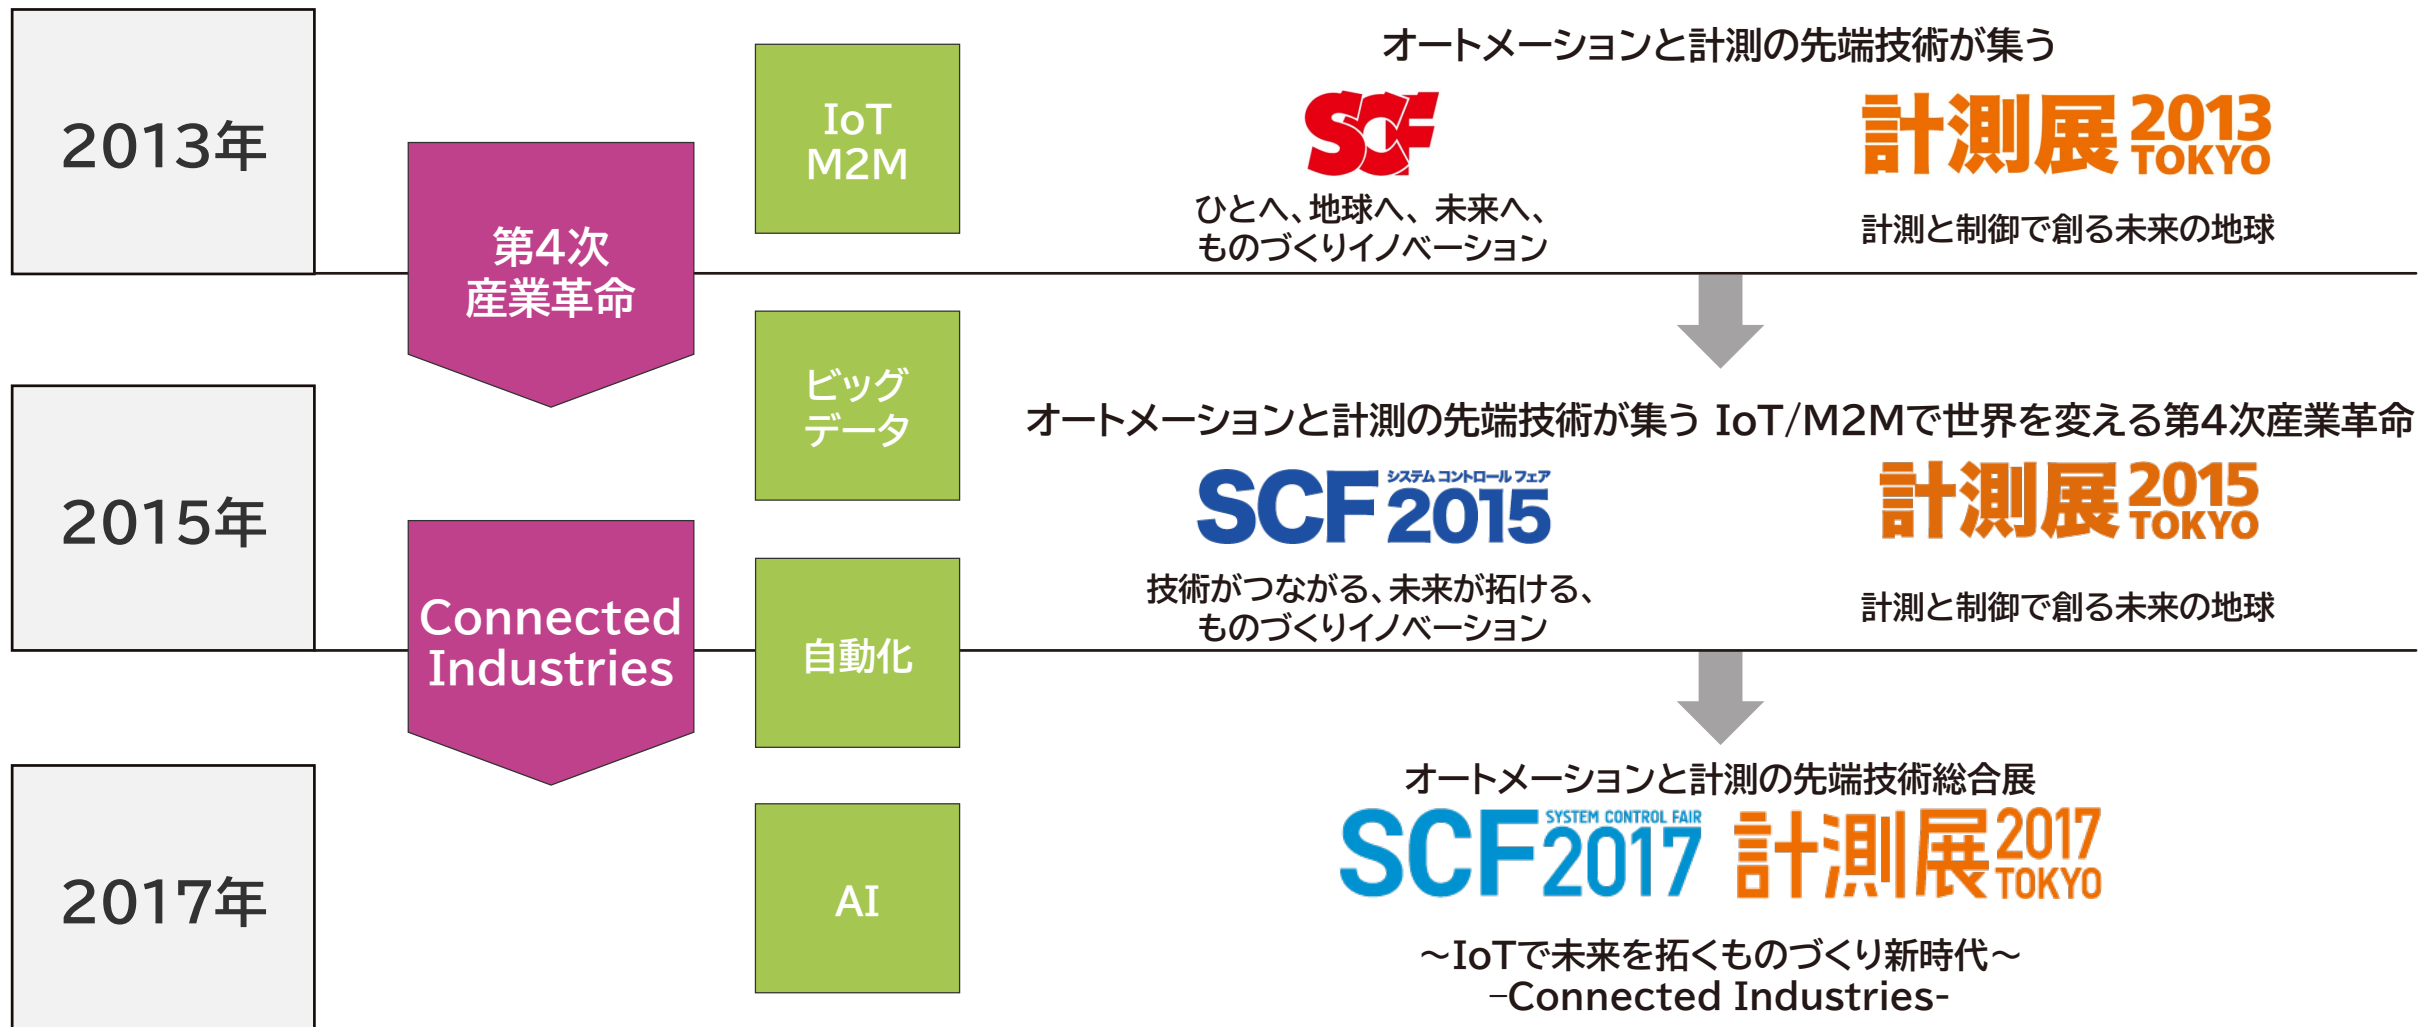 2013年
第4次
産業革命
IoT
M2M
オートメーションと計測の先端技術が集う
SCF
ひとへ、地球へ、未来へ、
ものづくりイノベーション
計測展 2013
TOKYO
計測と制御で創る未来の地球
ビッグ
データ
2015年
Connected
Industries
自動化
オートメーションと計測の先端技術が集う IoT/M2Mで世界を変える第4次産業革命
システム コントロール フェア
SCF 2015
技術がつながる、未来が拓ける、
ものづくりイノベーション
計測展 2015
TOKYO
計測と制御で創る未来の地球
2017年
AI
オートメーションと計測の先端技術総合展
SYSTEM CONTROL FAIR
SCF 2017
計測展 2017
TOKYO
～IoTで未来を拓くものづくり新時代～
−Connected Industries-